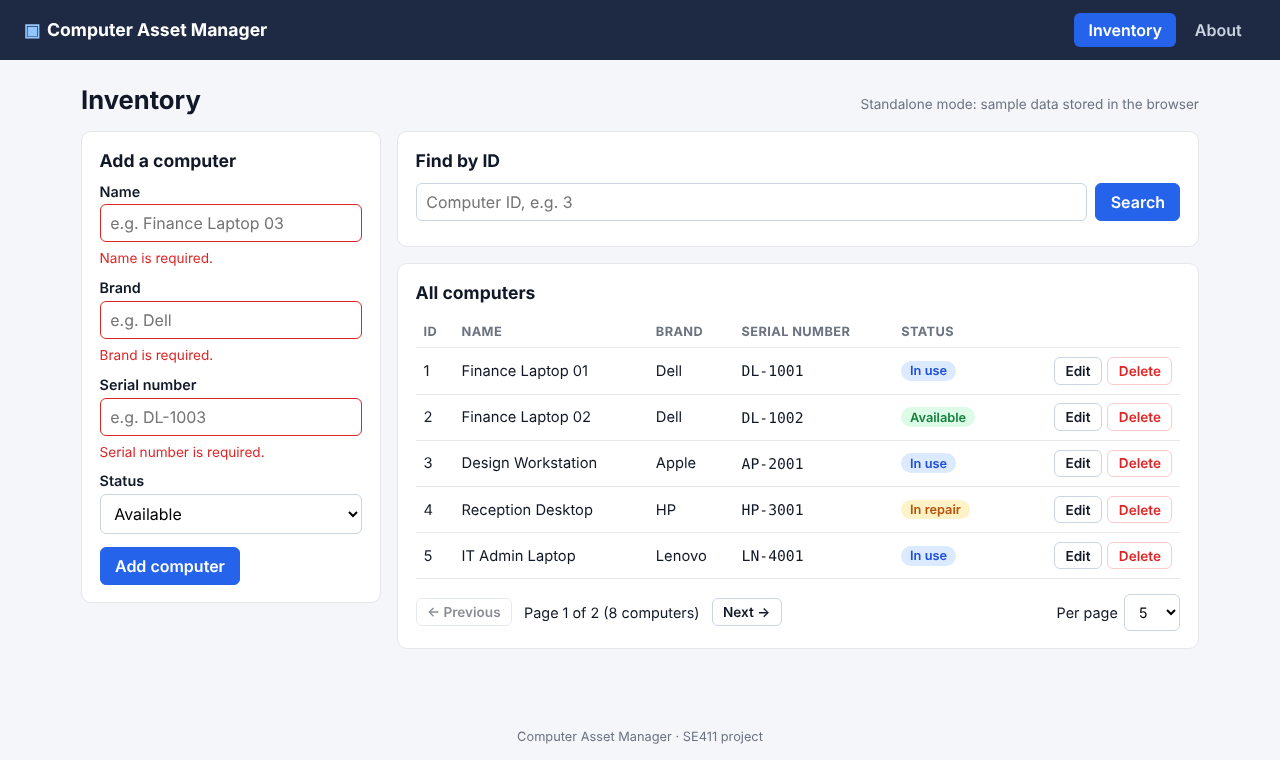 ▣ Computer Asset Manager
Inventory
About
Inventory
Standalone mode: sample data stored in the browser
Add a computer
Name
e.g. Finance Laptop 03
Name is required.
Brand
e.g. Dell
Brand is required.
Serial number
e.g. DL-1003
Serial number is required.
Status
Available
Add computer
Find by ID
Computer ID, e.g. 3
Search
All computers
ID NAME BRAND SERIAL NUMBER STATUS
1 Finance Laptop 01 Dell DL-1001 In use Edit Delete
2 Finance Laptop 02 Dell DL-1002 Available Edit Delete
3 Design Workstation Apple AP-2001 In use Edit Delete
4 Reception Desktop HP HP-3001 In repair Edit Delete
5 IT Admin Laptop Lenovo LN-4001 In use Edit Delete
← Previous Page 1 of 2 (8 computers) Next → Per page 5
Computer Asset Manager · SE411 project